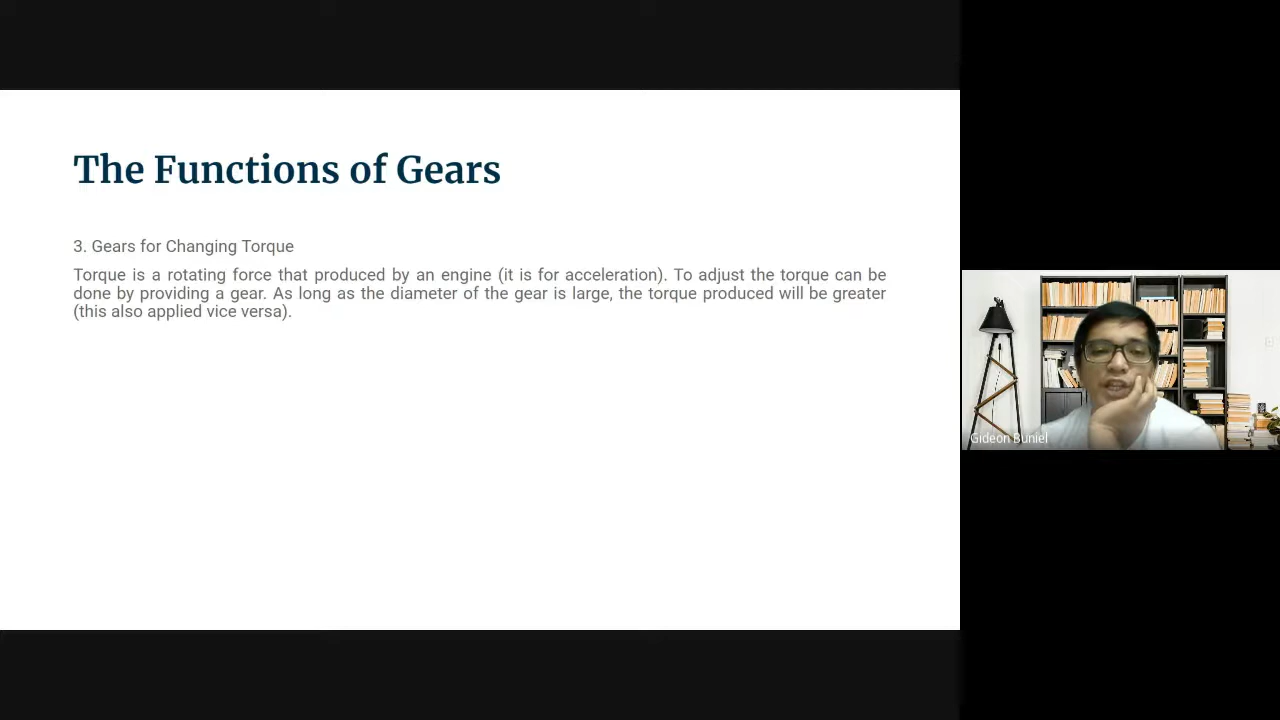 The Functions of Gears
3. Gears for Changing Torque
Torque is a rotating force that produced by an engine (it is for acceleration). To adjust the torque can be
done by providing a gear. As long as the diameter of the gear is large, the torque produced will be greater
(this also applied vice versa).
Gideon Buniel